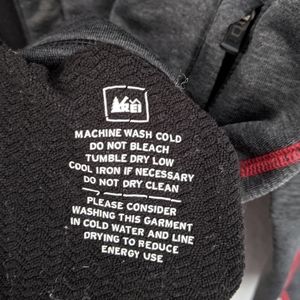 REI
MACHINE WASH COLD
DO NOT BLEACH
TUMBLE DRY LOW
COOL IRON IF NECESSARY
DO NOT DRY CLEAN
PLEASE CONSIDER
WASHING THIS GARMENT
IN COLD WATER AND LINE
DRYING TO REDUCE
ENERGY USE